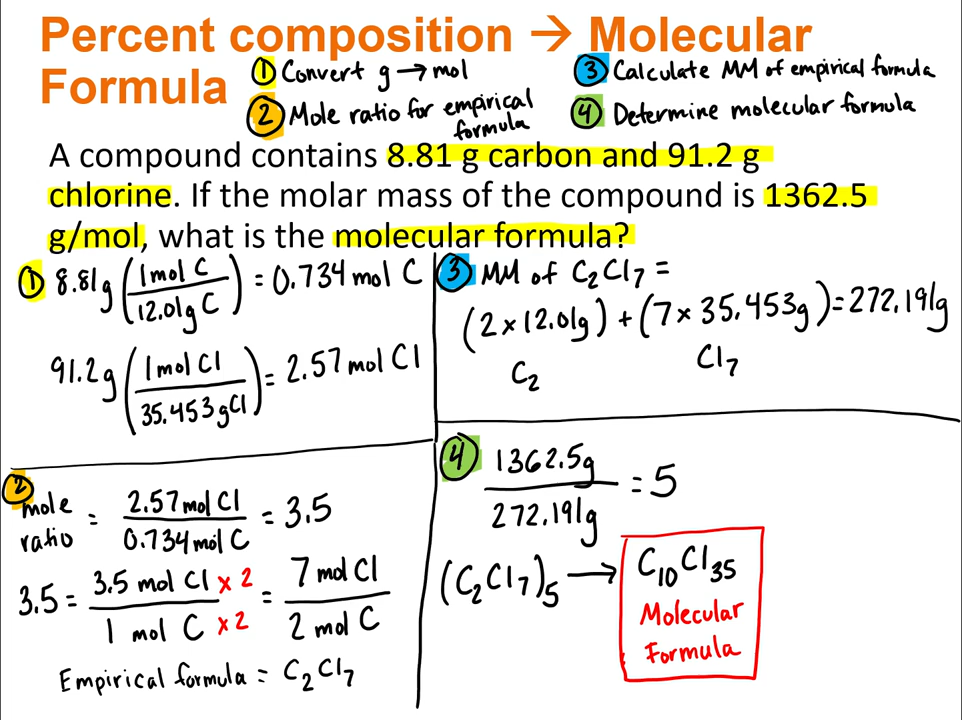 Percent composition → Molecular
Formula
① Convert g → mol
② Mole ratio for empirical
formula
③ Calculate MM of empirical formula
④ Determine molecular formula
A compound contains 8.81 g carbon and 91.2 g
chlorine. If the molar mass of the compound is 1362.5
g/mol, what is the molecular formula?
① 8.81g (1 mol C / 12.01g C) = 0.734 mol C
91.2g (1 mol Cl / 35.453 g Cl) = 2.57 mol Cl
② mole ratio = 2.57 mol Cl / 0.734 mol C = 3.5
3.5 = 3.5 mol Cl x 2 / 1 mol C x 2 = 7 mol Cl / 2 mol C
Empirical formula = C₂Cl₇
③ MM of C₂Cl₇ =
(2 x 12.01g) + (7 x 35.453g) = 272.191g
C₂ Cl₇
④ 1362.5g / 272.191g = 5
(C₂Cl₇)₅ → C₁₀Cl₃₅
Molecular
Formula